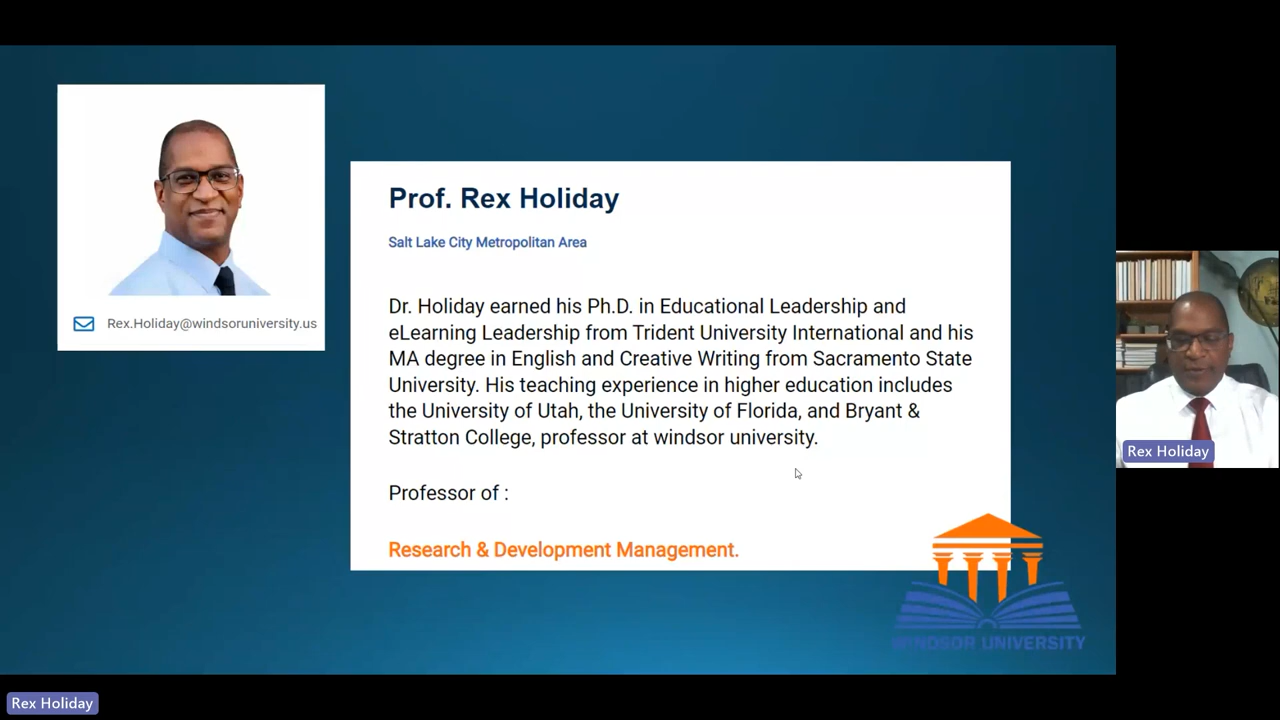 Prof. Rex Holiday
Salt Lake City Metropolitan Area
Rex.Holiday@windsoruniversity.us
Dr. Holiday earned his Ph.D. in Educational Leadership and
eLearning Leadership from Trident University International and his
MA degree in English and Creative Writing from Sacramento State
University. His teaching experience in higher education includes
the University of Utah, the University of Florida, and Bryant &
Stratton College, professor at windsor university.
Professor of :
Research & Development Management.
WINDSOR UNIVERSITY
Rex Holiday
Rex Holiday